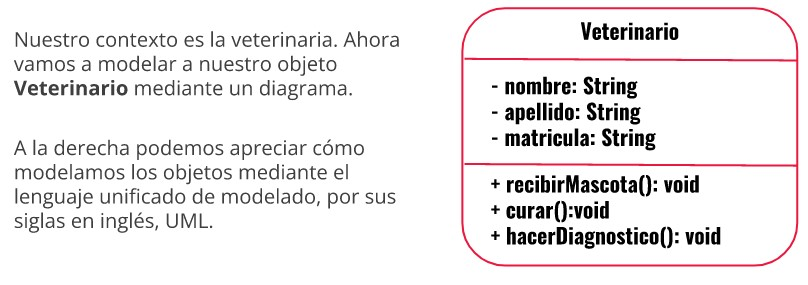 Nuestro contexto es la veterinaria. Ahora
vamos a modelar a nuestro objeto
Veterinario mediante un diagrama.
A la derecha podemos apreciar cómo
modelamos los objetos mediante el
lenguaje unificado de modelado, por sus
siglas en inglés, UML.
Veterinario
- nombre: String
- apellido: String
- matricula: String
+ recibirMascota(): void
+ curar():void
+ hacerDiagnostico(): void